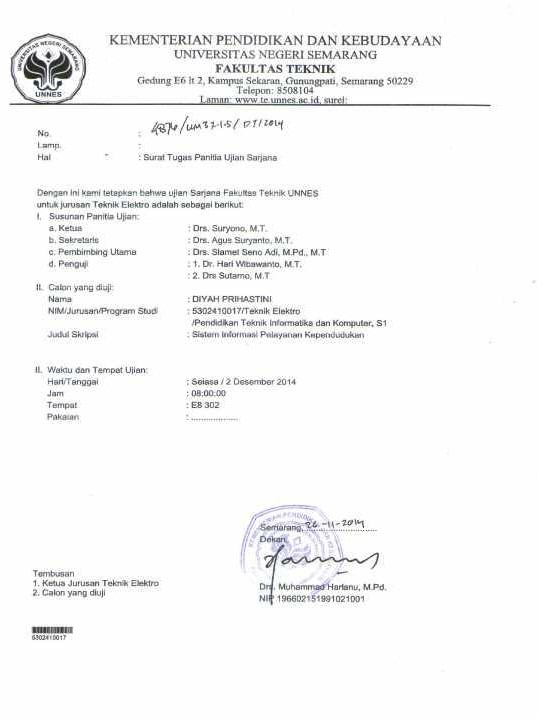 KEMENTERIAN PENDIDIKAN DAN KEBUDAYAAN
UNIVERSITAS NEGERI SEMARANG
FAKULTAS TEKNIK
Gedung E6 lt 2, Kampus Sekaran, Gunungpati, Semarang 50229
Telepon: 8508104
Laman: www.te.unnes.ac.id, surel:
UNIVERSITAS NEGERI SEMARANG
UNNES
No. :
Lamp. :
Hal : Surat Tugas Panitia Ujian Sarjana
Dengan ini kami tetapkan bahwa ujian Sarjana Fakultas Teknik UNNES
untuk jurusan Teknik Elektro adalah sebagai berikut:
I. Susunan Panitia Ujian:
a. Ketua : Drs. Suryono, M.T.
b. Sekretaris : Drs. Agus Suryanto, M.T.
c. Pembimbing Utama : Drs. Slamet Seno Adi, M.Pd., M.T
d. Penguji : 1. Dr. Hari Wibawanto, M.T.
: 2. Drs Sutarno, M.T
II. Calon yang diuji:
Nama : DIYAH PRIHASTINI
NIM/Jurusan/Program Studi : 5302410017/Teknik Elektro
/Pendidikan Teknik Informatika dan Komputer, S1
Judul Skripsi : Sistem Informasi Pelayanan Kependudukan
II. Waktu dan Tempat Ujian:
Hari/Tanggal : Selasa / 2 Desember 2014
Jam : 08:00:00
Tempat : E8 302
Pakaian : ..................
Semarang, 26-11-2014
Dekan,
Drs. Muhammad Harlanu, M.Pd.
NIP 196602151991021001
Tembusan
1. Ketua Jurusan Teknik Elektro
2. Calon yang diuji
5302410017